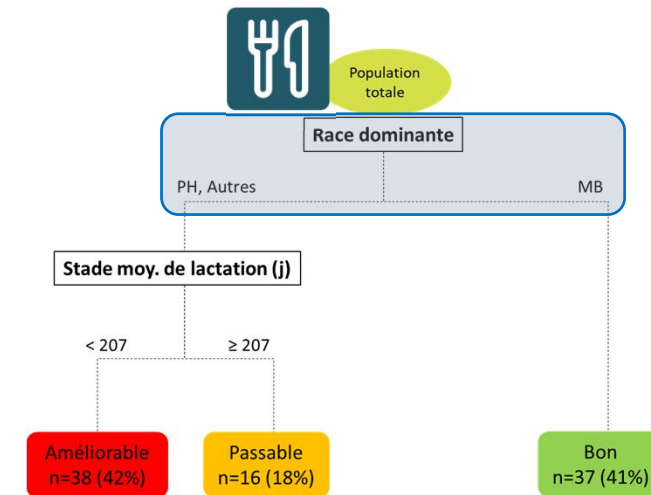 Population
totale
Race dominante
PH, Autres
MB
Stade moy. de lactation (j)
< 207
≥ 207
Améliorable
n=38 (42%)
Passable
n=16 (18%)
Bon
n=37 (41%)